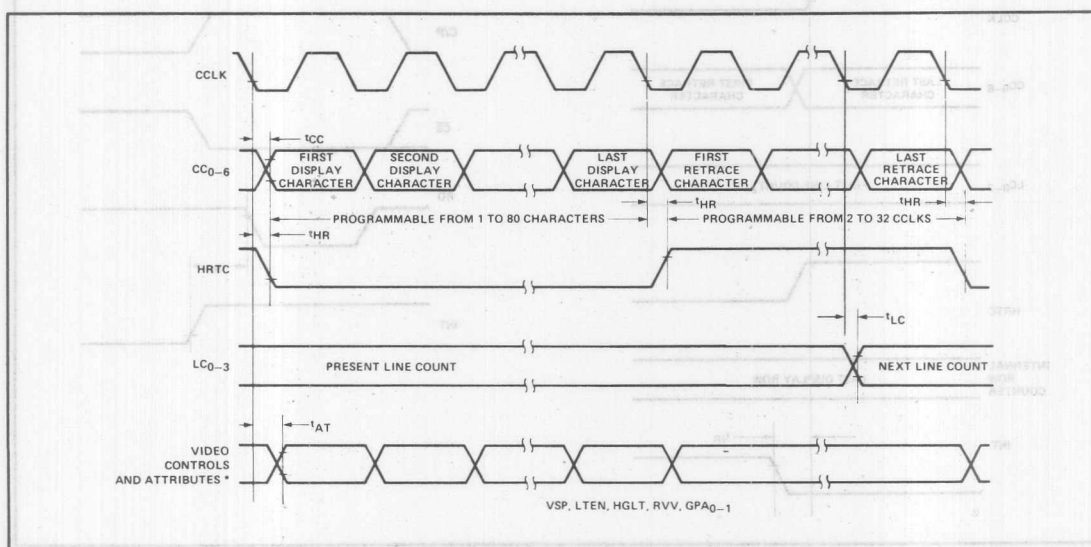 CCLK
tCC
CC0–6
FIRST DISPLAY CHARACTER
SECOND DISPLAY CHARACTER
LAST DISPLAY CHARACTER
FIRST RETRACE CHARACTER
LAST RETRACE CHARACTER
tHR
tHR
PROGRAMMABLE FROM 1 TO 80 CHARACTERS
PROGRAMMABLE FROM 2 TO 32 CCLKS
tHR
HRTC
tLC
LC0–3
PRESENT LINE COUNT
NEXT LINE COUNT
tAT
VIDEO
CONTROLS
AND ATTRIBUTES *
VSP, LTEN, HGLT, RVV, GPA0–1